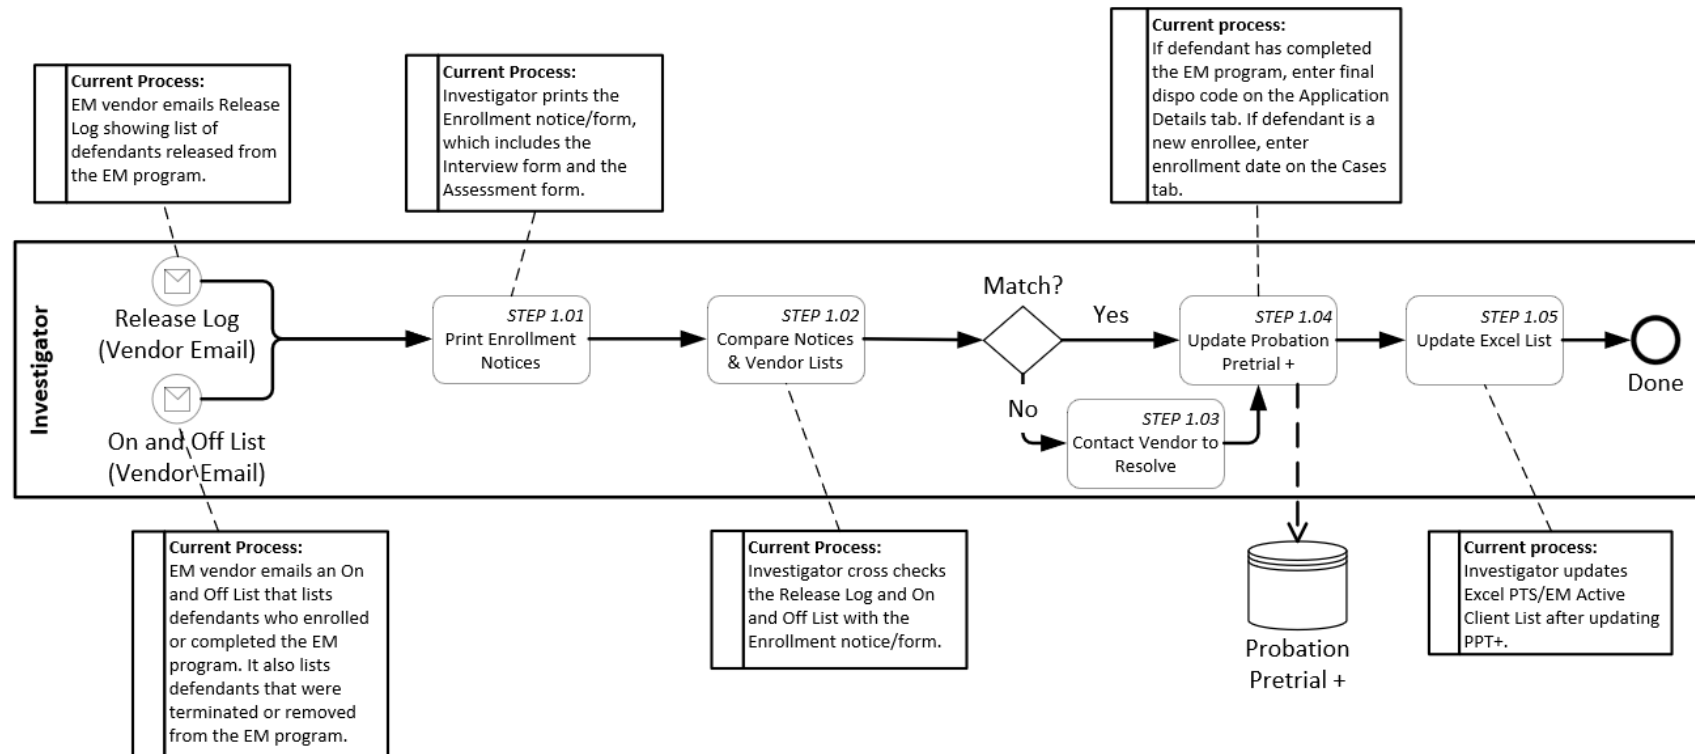 Current Process:
EM vendor emails Release
Log showing list of
defendants released from
the EM program.
Current Process:
Investigator prints the
Enrollment notice/form,
which includes the
Interview form and the
Assessment form.
Current process:
If defendant has completed
the EM program, enter final
dispo code on the Application
Details tab. If defendant is a
new enrollee, enter
enrollment date on the Cases
tab.
Investigator
Release Log
(Vendor Email)
On and Off List
(Vendor Email)
STEP 1.01
Print Enrollment
Notices
STEP 1.02
Compare Notices
& Vendor Lists
Match?
Yes
No
STEP 1.03
Contact Vendor to
Resolve
STEP 1.04
Update Probation
Pretrial +
STEP 1.05
Update Excel List
Done
Current Process:
EM vendor emails an On
and Off List that lists
defendants who enrolled
or completed the EM
program. It also lists
defendants that were
terminated or removed
from the EM program.
Current Process:
Investigator cross checks
the Release Log and On
and Off List with the
Enrollment notice/form.
Probation
Pretrial +
Current process:
Investigator updates
Excel PTS/EM Active
Client List after updating
PPT+.